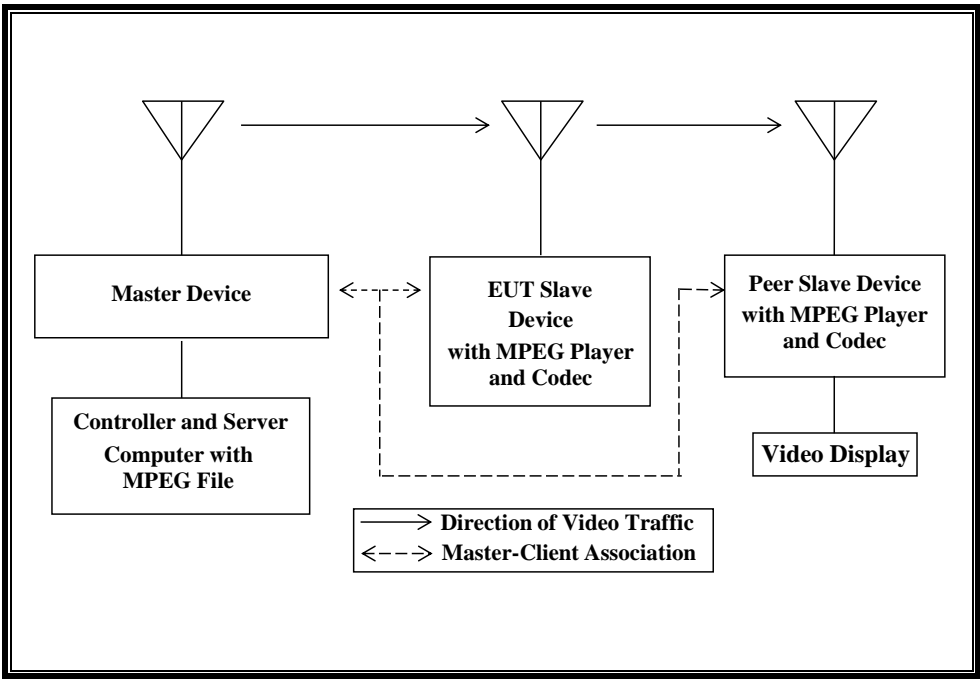 Master Device
EUT Slave
Device
with MPEG Player
and Codec
Peer Slave Device
with MPEG Player
and Codec
Controller and Server
Computer with
MPEG File
Video Display
Direction of Video Traffic
Master-Client Association